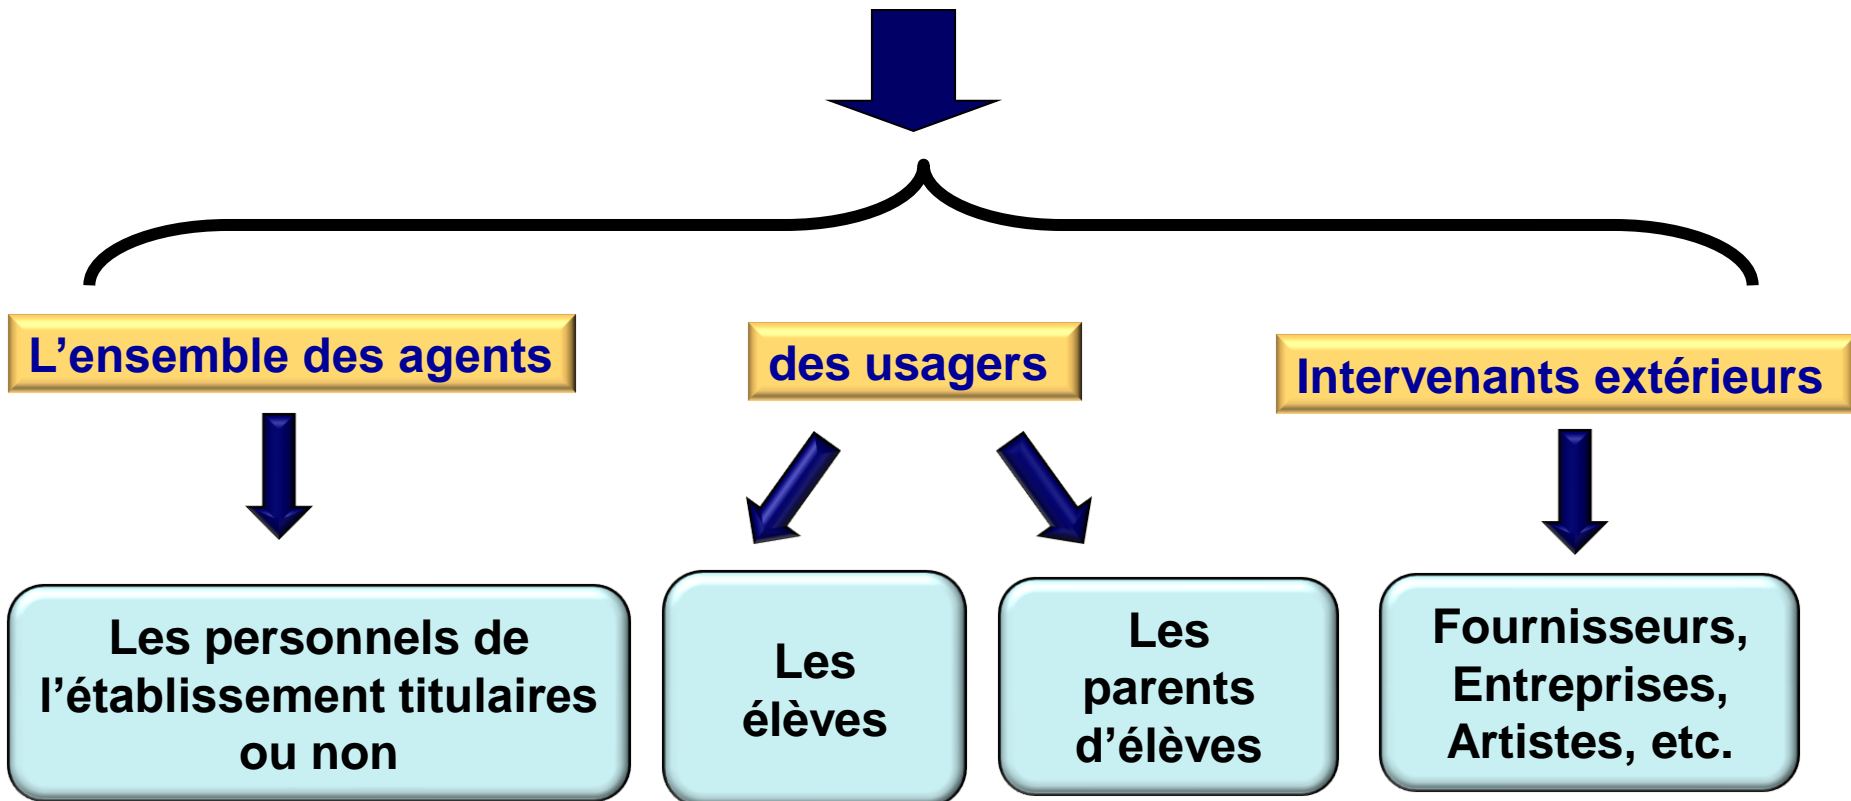 L’ensemble des agents
des usagers
Intervenants extérieurs
Les personnels de
l’établissement titulaires
ou non
Les
élèves
Les
parents
d’élèves
Fournisseurs,
Entreprises,
Artistes, etc.